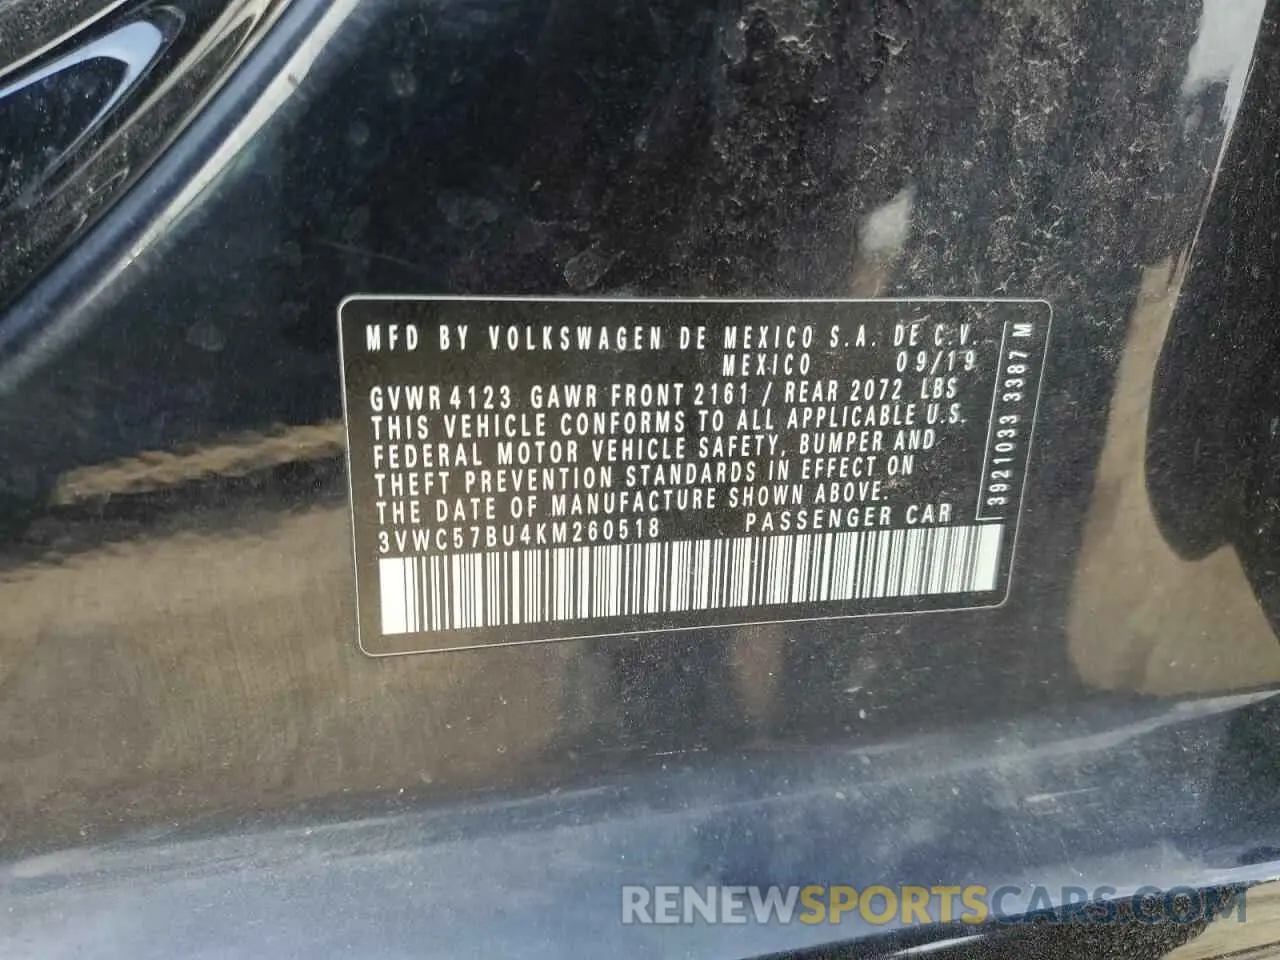 MFD BY VOLKSWAGEN DE MEXICO S.A. DE C.V.
MEXICO 09/19
GVWR 4123 GAWR FRONT 2161 / REAR 2072 LBS
THIS VEHICLE CONFORMS TO ALL APPLICABLE U.S.
FEDERAL MOTOR VEHICLE SAFETY, BUMPER AND
THEFT PREVENTION STANDARDS IN EFFECT ON
THE DATE OF MANUFACTURE SHOWN ABOVE.
3VWC57BU4KM260518 PASSENGER CAR
3921033 3387 M
RENEWSPORTSCARS.COM